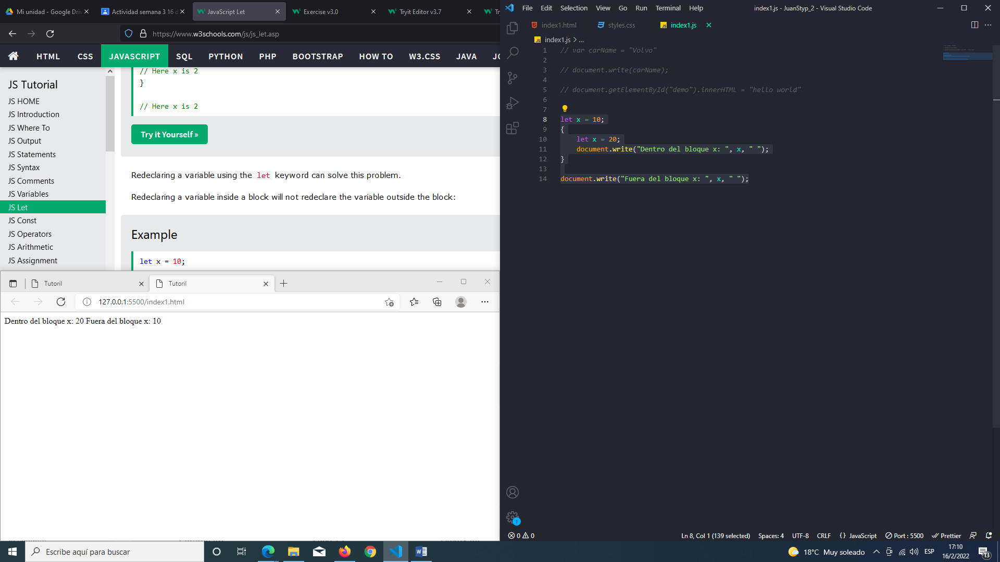 Mi unidad - Google Driv
Actividad semana 3 16 d
JavaScript Let
Exercise v3.0
Tryit Editor v3.7
Try
https://www.w3schools.com/js/js_let.asp
HTML CSS JAVASCRIPT SQL PYTHON PHP BOOTSTRAP HOW TO W3.CSS JAVA
JS Tutorial
JS HOME
JS Introduction
JS Where To
JS Output
JS Statements
JS Syntax
JS Comments
JS Variables
JS Let
JS Const
JS Operators
JS Arithmetic
JS Assignment
// Here x is 2
}
// Here x is 2
Try it Yourself »
Redeclaring a variable using the let keyword can solve this problem.
Redeclaring a variable inside a block will not redeclare the variable outside the block:
Example
let x = 10;
Tutoril
Tutoril
127.0.0.1:5500/index1.html
Dentro del bloque x: 20 Fuera del bloque x: 10
File Edit Selection View Go Run Terminal Help
index1.js - JuanStyp_2 - Visual Studio Code
index1.html
styles.css
index1.js
index1.js > ...
1 // var carName = "Volvo"
2
3 // document.write(carName);
4
5 // document.getElementById("demo").innerHTML = "hello world"
6
7
8 let x = 10;
9 {
10 let x = 20;
11 document.write("Dentro del bloque x: ", x, " ");
12 }
13
14 document.write("Fuera del bloque x: ", x, " ");
1
0 0
Ln 8, Col 1 (139 selected)
Spaces: 4
UTF-8
CRLF
{ } JavaScript
Port : 5500
Prettier
Escribe aquí para buscar
18°C Muy soleado
ESP
17:10
16/2/2022
13